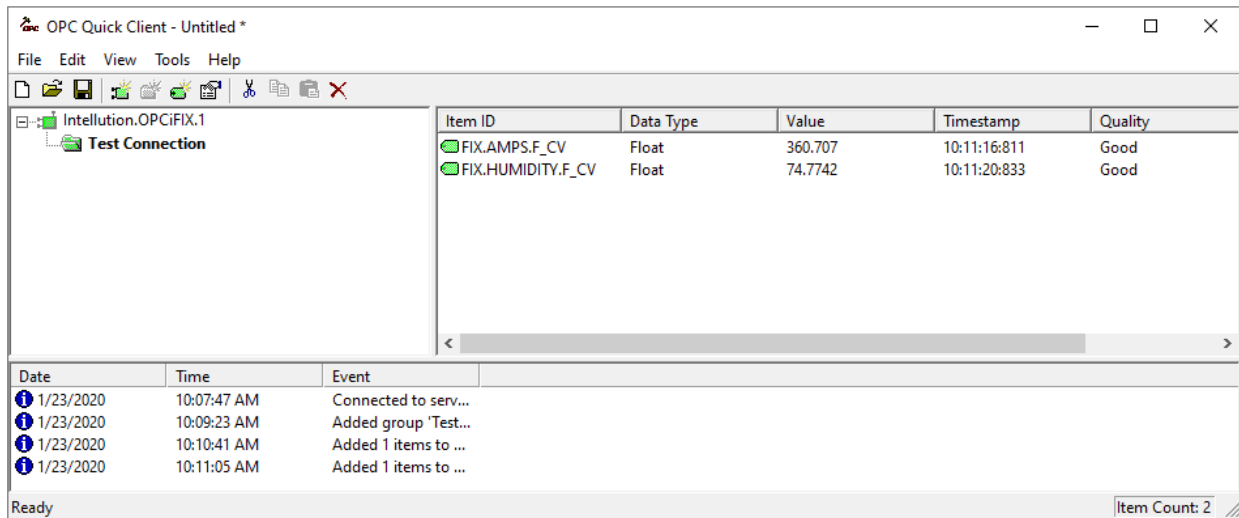 OPC Quick Client - Untitled *
File Edit View Tools Help
Intellution.OPCiFIX.1
Test Connection
Item ID Data Type Value Timestamp Quality
FIX.AMPS.F_CV Float 360.707 10:11:16:811 Good
FIX.HUMIDITY.F_CV Float 74.7742 10:11:20:833 Good
Date Time Event
1/23/2020 10:07:47 AM Connected to serv...
1/23/2020 10:09:23 AM Added group 'Test...
1/23/2020 10:10:41 AM Added 1 items to ...
1/23/2020 10:11:05 AM Added 1 items to ...
Ready Item Count: 2